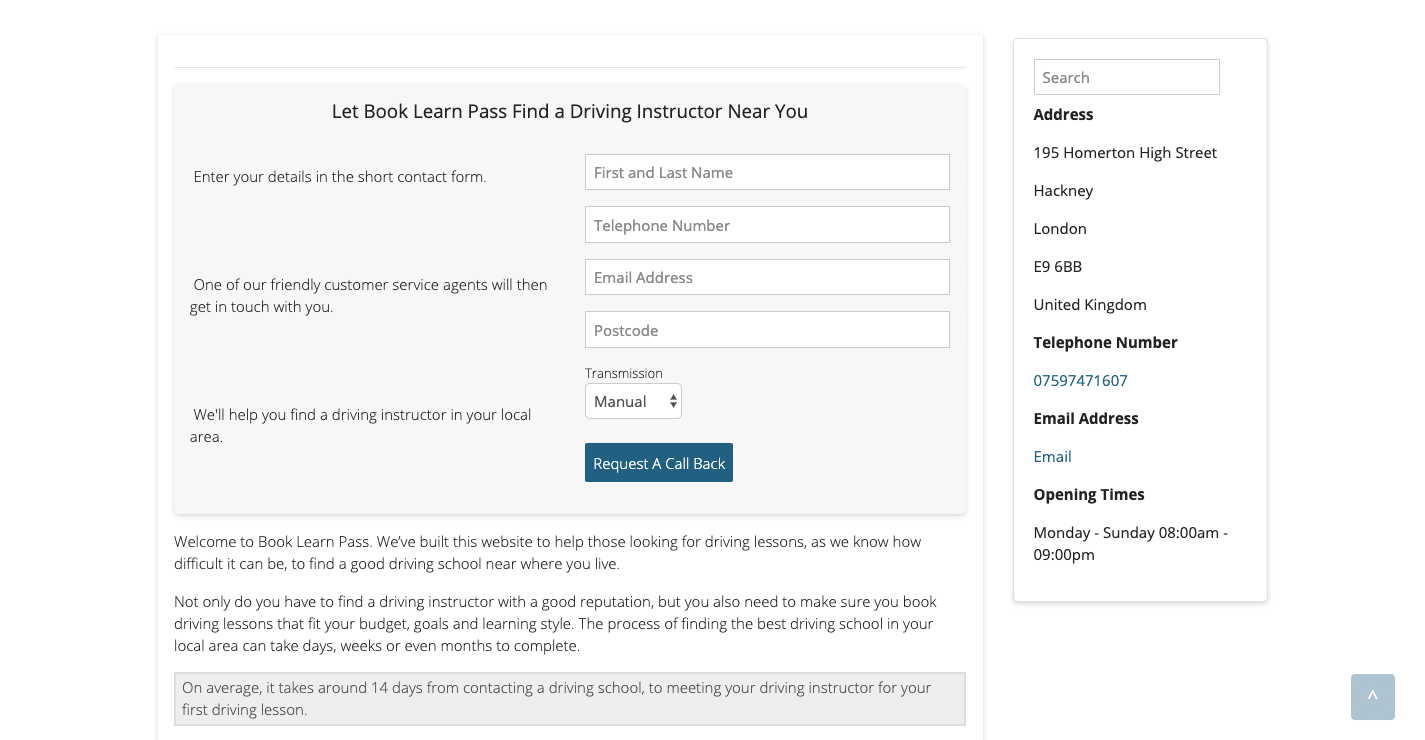 Let Book Learn Pass Find a Driving Instructor Near You
Enter your details in the short contact form.
One of our friendly customer service agents will then
get in touch with you.
We'll help you find a driving instructor in your local
area.
First and Last Name
Telephone Number
Email Address
Postcode
Transmission
Manual
Request A Call Back
Welcome to Book Learn Pass. We’ve built this website to help those looking for driving lessons, as we know how
difficult it can be, to find a good driving school near where you live.
Not only do you have to find a driving instructor with a good reputation, but you also need to make sure you book
driving lessons that fit your budget, goals and learning style. The process of finding the best driving school in your
local area can take days, weeks or even months to complete.
On average, it takes around 14 days from contacting a driving school, to meeting your driving instructor for your
first driving lesson.
Search
Address
195 Homerton High Street
Hackney
London
E9 6BB
United Kingdom
Telephone Number
07597471607
Email Address
Email
Opening Times
Monday - Sunday 08:00am -
09:00pm
^